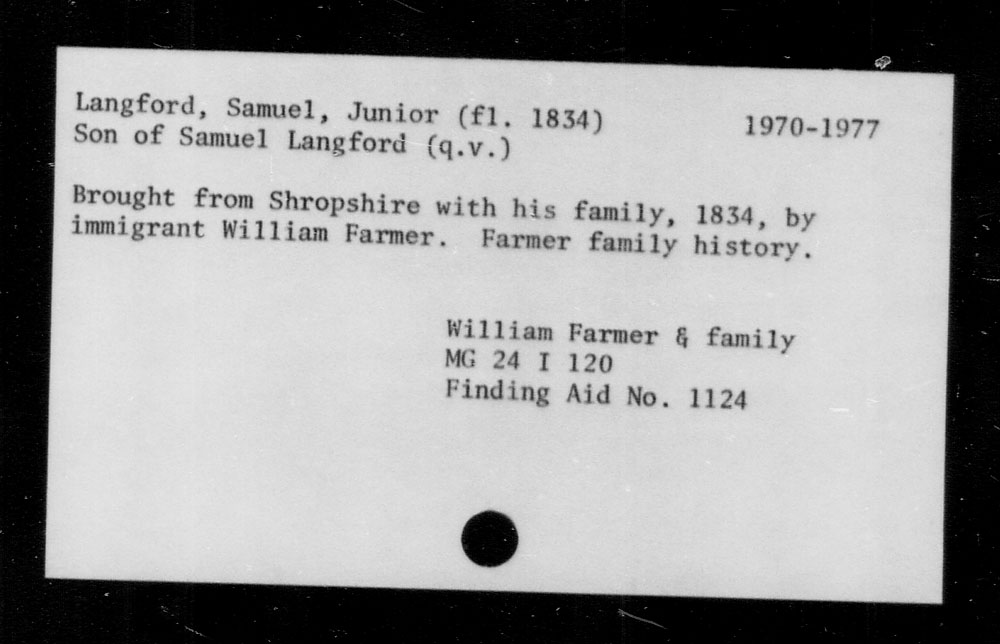 Langford, Samuel, Junior (fl. 1834) 1970-1977
Son of Samuel Langford (q.v.)
Brought from Shropshire with his family, 1834, by
immigrant William Farmer. Farmer family history.
William Farmer & family
MG 24 I 120
Finding Aid No. 1124